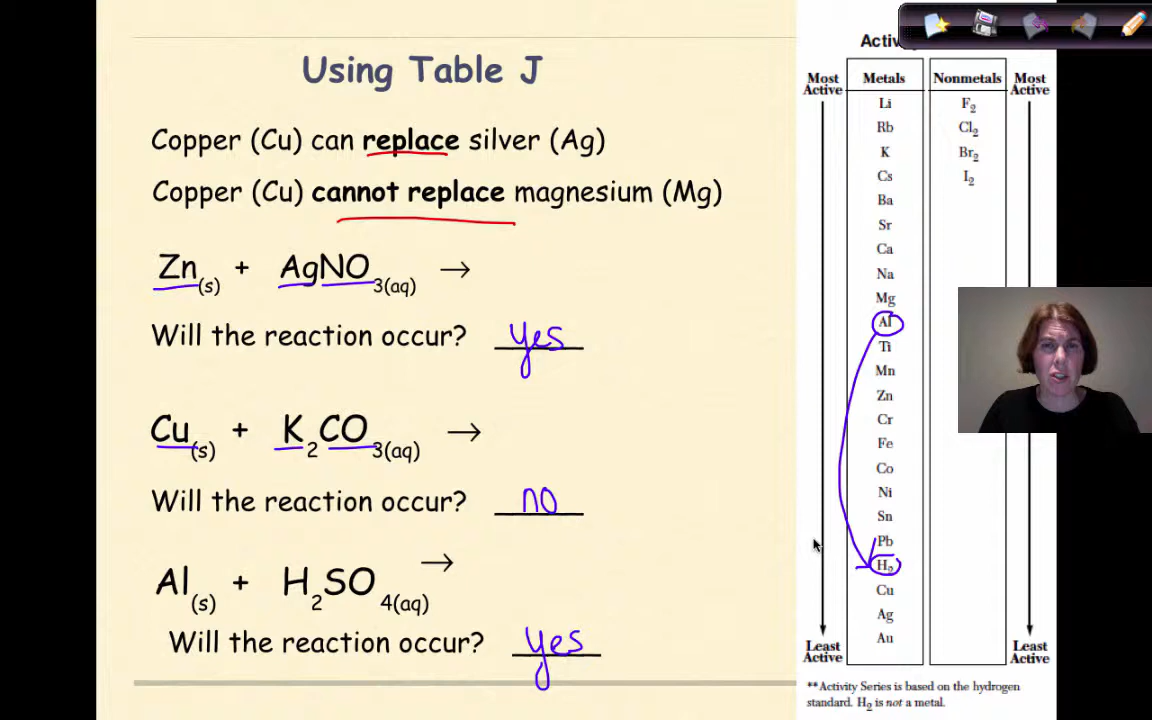 Using Table J
Copper (Cu) can replace silver (Ag)
Copper (Cu) cannot replace magnesium (Mg)
Zn(s) + AgNO3(aq) →
Will the reaction occur? yes
Cu(s) + K2CO3(aq) →
Will the reaction occur? no
Al(s) + H2SO4(aq) →
Will the reaction occur? yes
Most Active
Metals
Nonmetals
Most Active
Li
F2
Rb
Cl2
K
Br2
Cs
I2
Ba
Sr
Ca
Na
Mg
Al
Ti
Mn
Zn
Cr
Fe
Co
Ni
Sn
Pb
H2
Cu
Ag
Au
Least Active
Least Active
**Activity Series is based on the hydrogen
standard. H2 is not a metal.